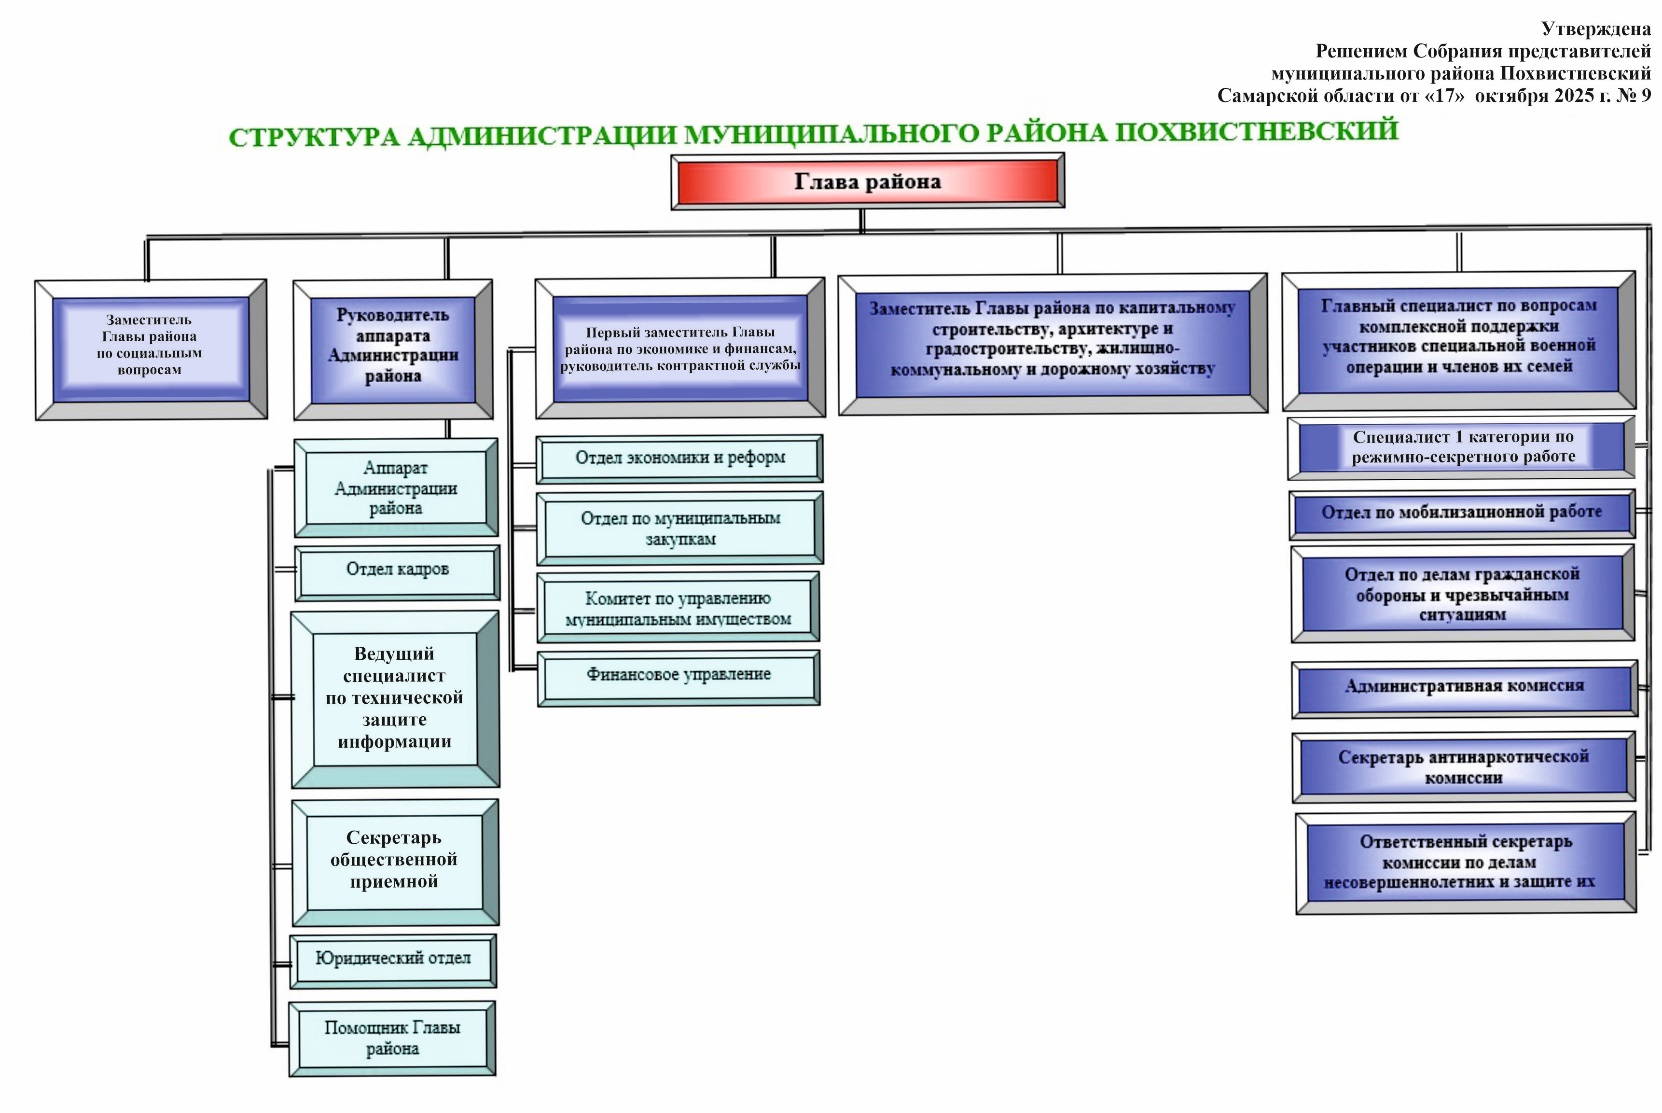 Утверждена
Решением Собрания представителей
муниципального района Похвистневский
Самарской области от «17» октября 2025 г. № 9
СТРУКТУРА АДМИНИСТРАЦИИ МУНИЦИПАЛЬНОГО РАЙОНА ПОХВИСТНЕВСКИЙ
Глава района
Заместитель
Главы района
по социальным
вопросам
Руководитель
аппарата
Администрации
района
Первый заместитель Главы
района по экономике и финансам,
руководитель контрактной службы
Заместитель Главы района по капитальному
строительству, архитектуре и
градостроительству, жилищно-
коммунальному и дорожному хозяйству
Главный специалист по вопросам
комплексной поддержки
участников специальной военной
операции и членов их семей
Аппарат
Администрации
района
Отдел кадров
Ведущий
специалист
по технической
защите
информации
Секретарь
общественной
приемной
Юридический отдел
Помощник Главы
района
Отдел экономики и реформ
Отдел по муниципальным
закупкам
Комитет по управлению
муниципальным имуществом
Финансовое управление
Специалист 1 категории по
режимно-секретного работе
Отдел по мобилизационной работе
Отдел по делам гражданской
обороны и чрезвычайным
ситуациям
Административная комиссия
Секретарь антинаркотической
комиссии
Ответственный секретарь
комиссии по делам
несовершеннолетних и защите их